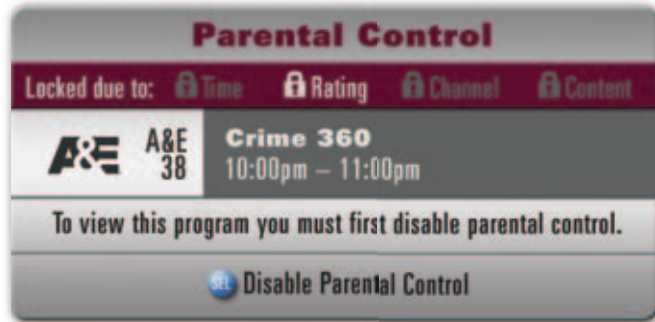 Parental Control
Locked due to: Time Rating Channel Content
A&E A&E Crime 360
38 10:00pm – 11:00pm
To view this program you must first disable parental control.
SEL Disable Parental Control